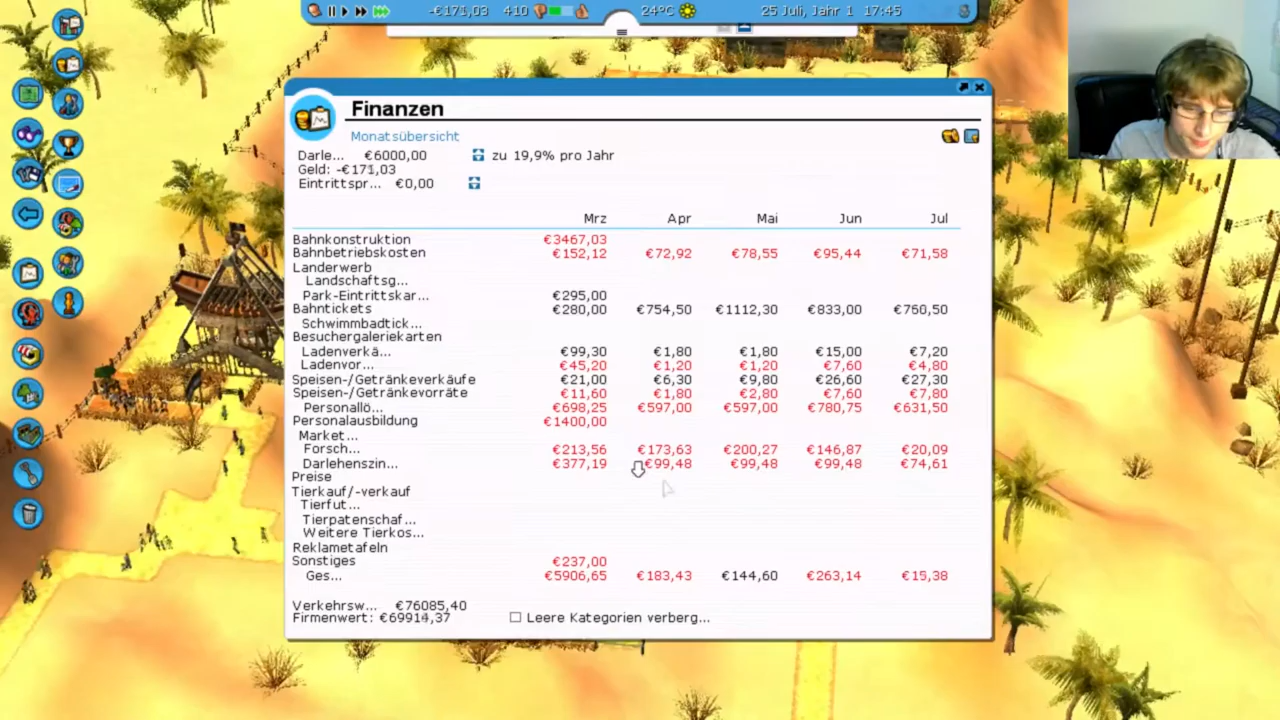 -€171,03 410 24°C 25 Juli, Jahr 1 17:45
Finanzen
Monatsübersicht
Darle... €6000,00 zu 19,9% pro Jahr
Geld: -€171,03
Eintrittspr... €0,00
Mrz Apr Mai Jun Jul
Bahnkonstruktion €3467,03
Bahnbetriebskosten €152,12 €72,92 €78,55 €95,44 €71,58
Landerwerb
Landschaftsg...
Park-Eintrittskar... €295,00
Bahntickets €280,00 €754,50 €1112,30 €833,00 €760,50
Schwimmbadtick...
Besuchergaleriekarten
Ladenverkä... €99,30 €1,80 €1,80 €15,00 €7,20
Ladenvor... €45,20 €1,20 €1,20 €7,60 €4,80
Speisen-/Getränkeverkäufe €21,00 €6,30 €9,80 €26,60 €27,30
Speisen-/Getränkevorräte €11,60 €1,80 €2,80 €7,60 €7,80
Personallö... €698,25 €597,00 €597,00 €780,75 €631,50
Personalausbildung €1400,00
Market...
Forsch... €213,56 €173,63 €200,27 €146,87 €20,09
Darlehenszin... €377,19 €99,48 €99,48 €99,48 €74,61
Preise
Tierkauf/-verkauf
Tierfut...
Tierpatenschaf...
Weitere Tierkos...
Reklametafeln
Sonstiges €237,00
Ges... €5906,65 €183,43 €144,60 €263,14 €15,38
Verkehrsw... €76085,40
Firmenwert: €69914,37 Leere Kategorien verberg...